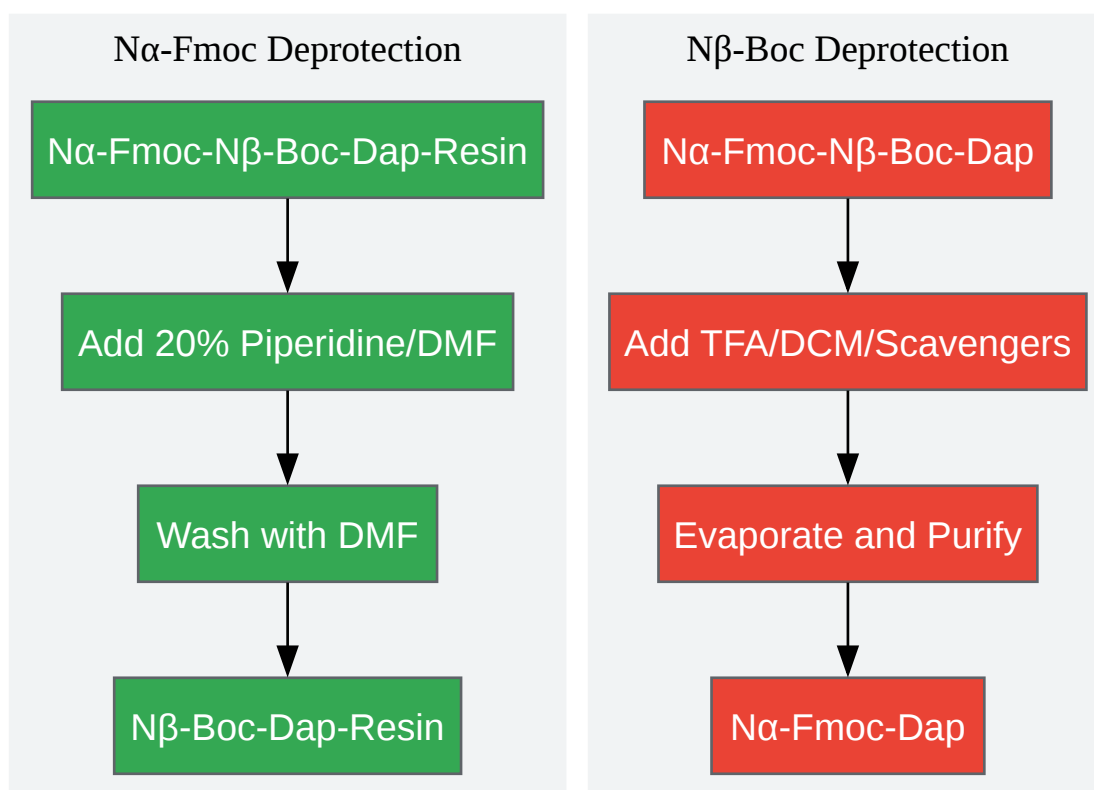 Nα-Fmoc Deprotection
Nα-Fmoc-Nβ-Boc-Dap-Resin
Add 20% Piperidine/DMF
Wash with DMF
Nβ-Boc-Dap-Resin
Nβ-Boc Deprotection
Nα-Fmoc-Nβ-Boc-Dap
Add TFA/DCM/Scavengers
Evaporate and Purify
Nα-Fmoc-Dap